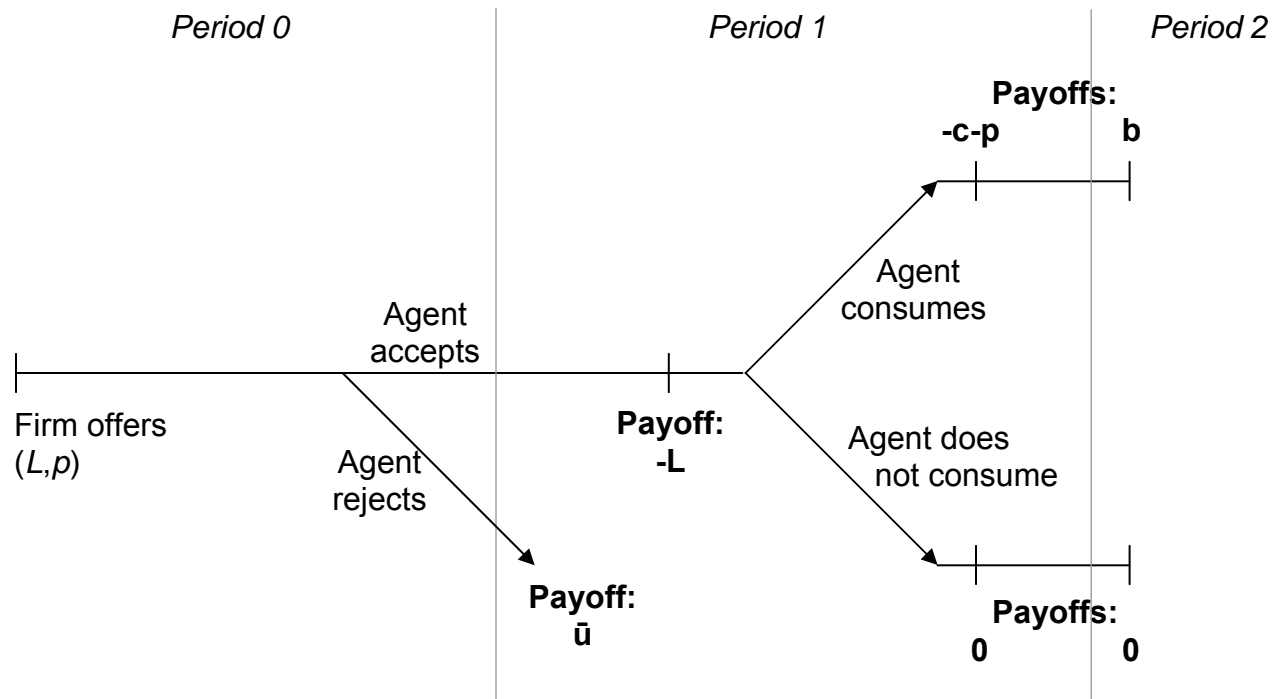 Period 0
Period 1
Period 2
Payoffs:
-c-p
b
Agent
consumes
Agent
accepts
Firm offers
(L,p)
Agent
rejects
Payoff:
-L
Agent does
not consume
Payoff:
ū
Payoffs:
0
0